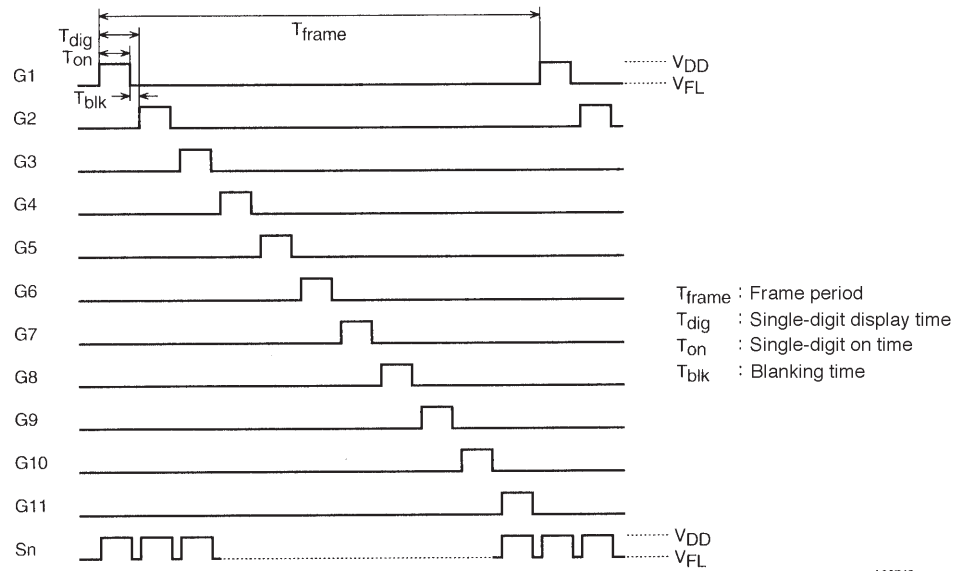 Tframe
Tdig
Ton
G1
VDD
VFL
Tblk
G2
G3
G4
G5
G6
Tframe : Frame period
Tdig : Single-digit display time
G7
Ton : Single-digit on time
Tblk : Blanking time
G8
G9
G10
G11
Sn
VDD
VFL